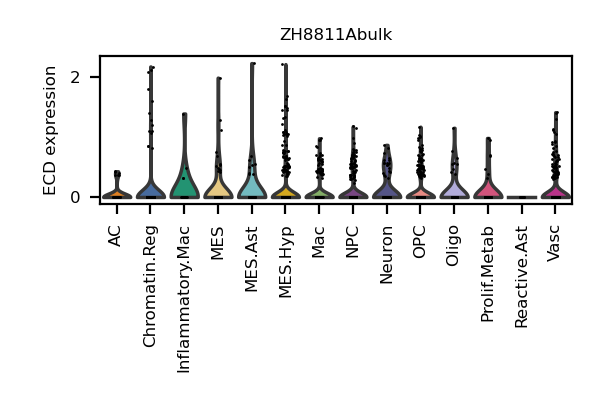 ZH8811Abulk
ECD expression
2
0
AC
Chromatin.Reg
Inflammatory.Mac
MES
MES.Ast
MES.Hyp
Mac
NPC
Neuron
OPC
Oligo
Prolif.Metab
Reactive.Ast
Vasc